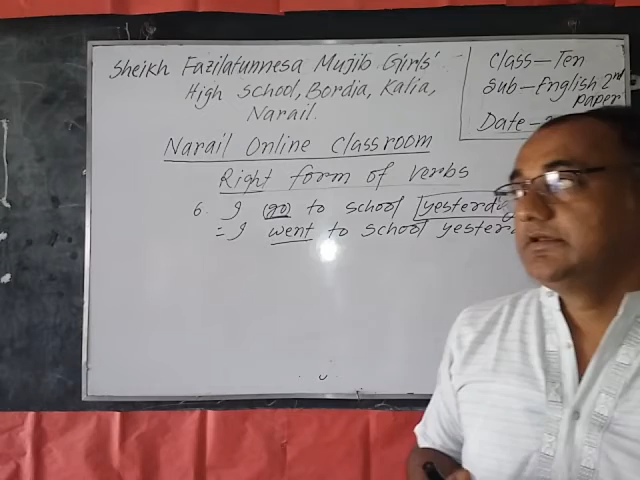 Sheikh Fazilatunnesa Mujib Girls'
High School, Bordia, Kalia,
Narail.
Class—Ten
Sub—English 2nd
paper
Date—
Narail Online Classroom
Right form of Verbs
6. I (go) to school
= I went to school